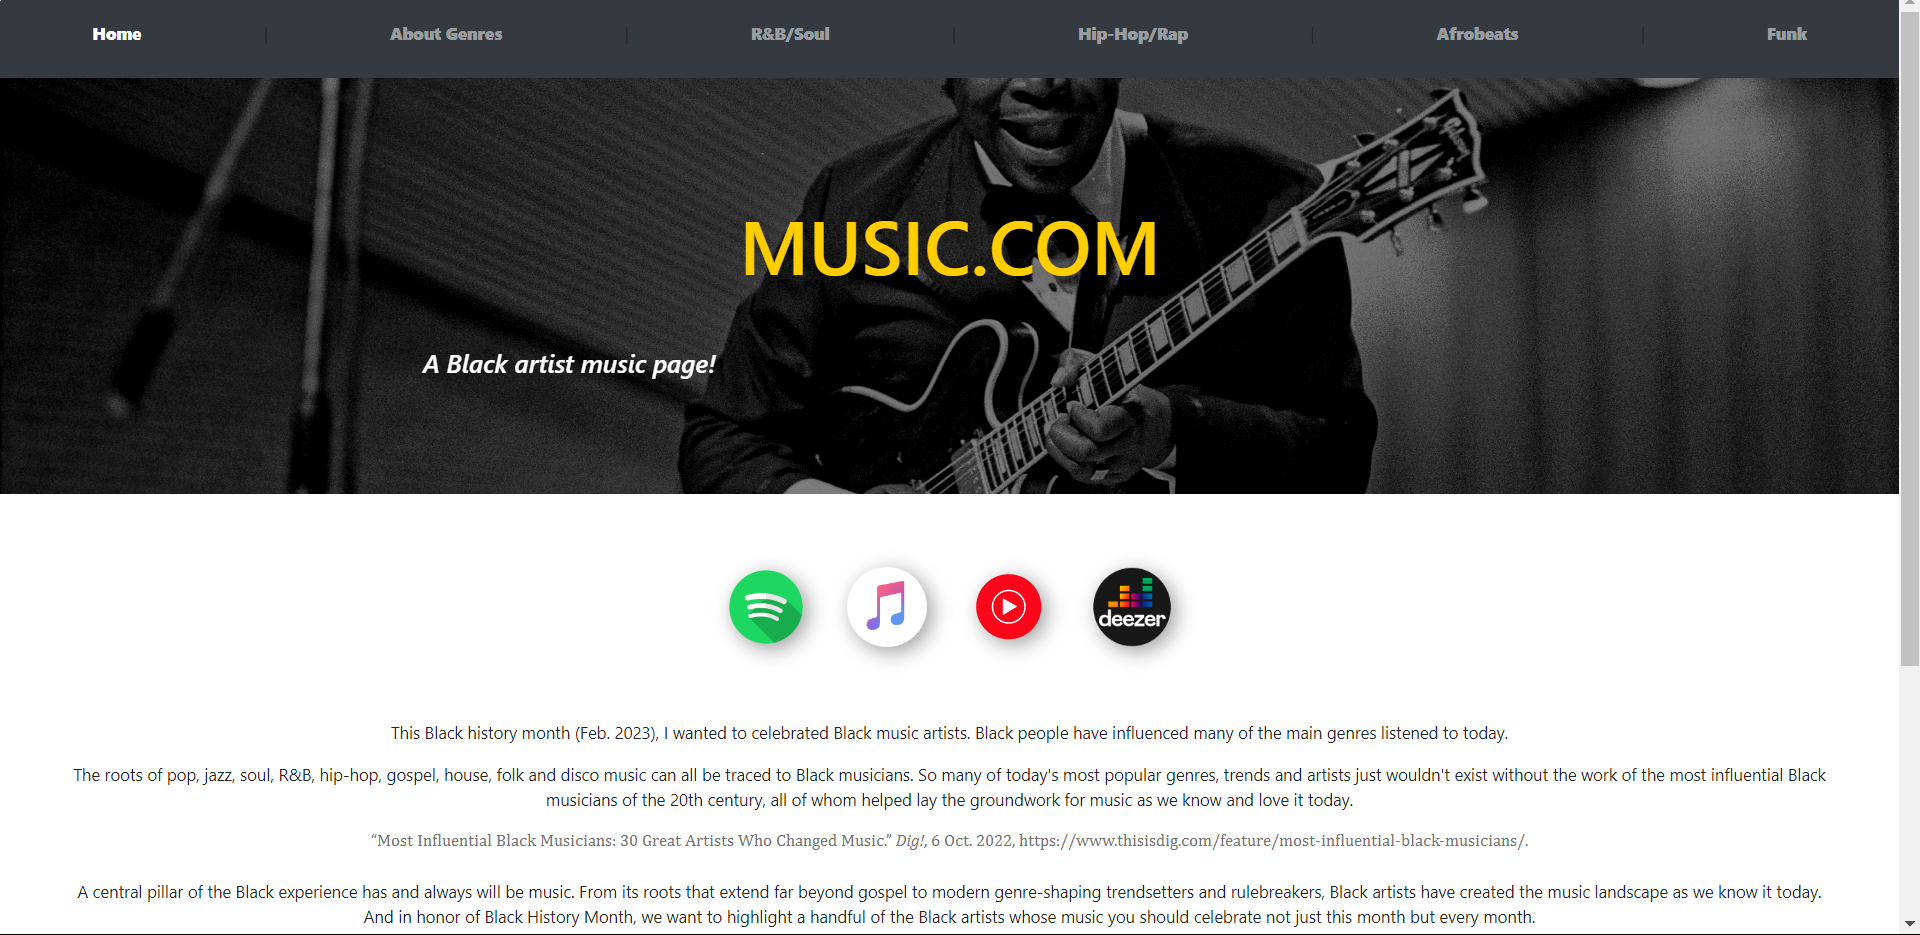 Home | About Genres | R&B/Soul | Hip-Hop/Rap | Afrobeats | Funk
MUSIC.COM
A Black artist music page!
deezer
This Black history month (Feb. 2023), I wanted to celebrated Black music artists. Black people have influenced many of the main genres listened to today.
The roots of pop, jazz, soul, R&B, hip-hop, gospel, house, folk and disco music can all be traced to Black musicians. So many of today's most popular genres, trends and artists just wouldn't exist without the work of the most influential Black
musicians of the 20th century, all of whom helped lay the groundwork for music as we know and love it today.
“Most Influential Black Musicians: 30 Great Artists Who Changed Music.” Dig!, 6 Oct. 2022, https://www.thisisdig.com/feature/most-influential-black-musicians/.
A central pillar of the Black experience has and always will be music. From its roots that extend far beyond gospel to modern genre-shaping trendsetters and rulebreakers, Black artists have created the music landscape as we know it today.
And in honor of Black History Month, we want to highlight a handful of the Black artists whose music you should celebrate not just this month but every month.